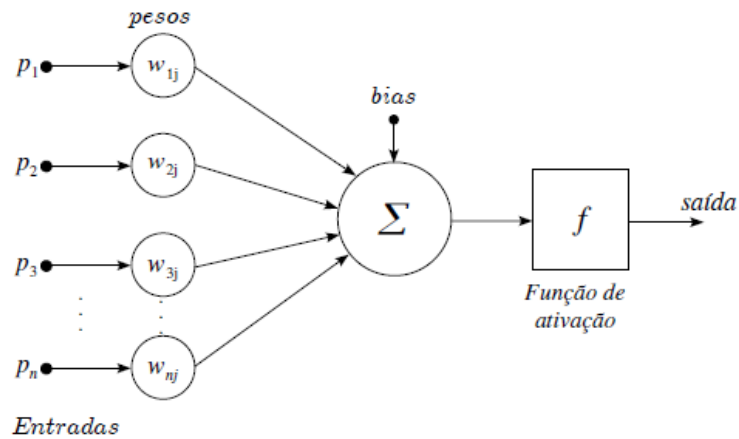 pesos
p1
w1j
bias
p2
w2j
Σ
f
saída
p3
w3j
Função de
ativação
pn
wnj
Entradas